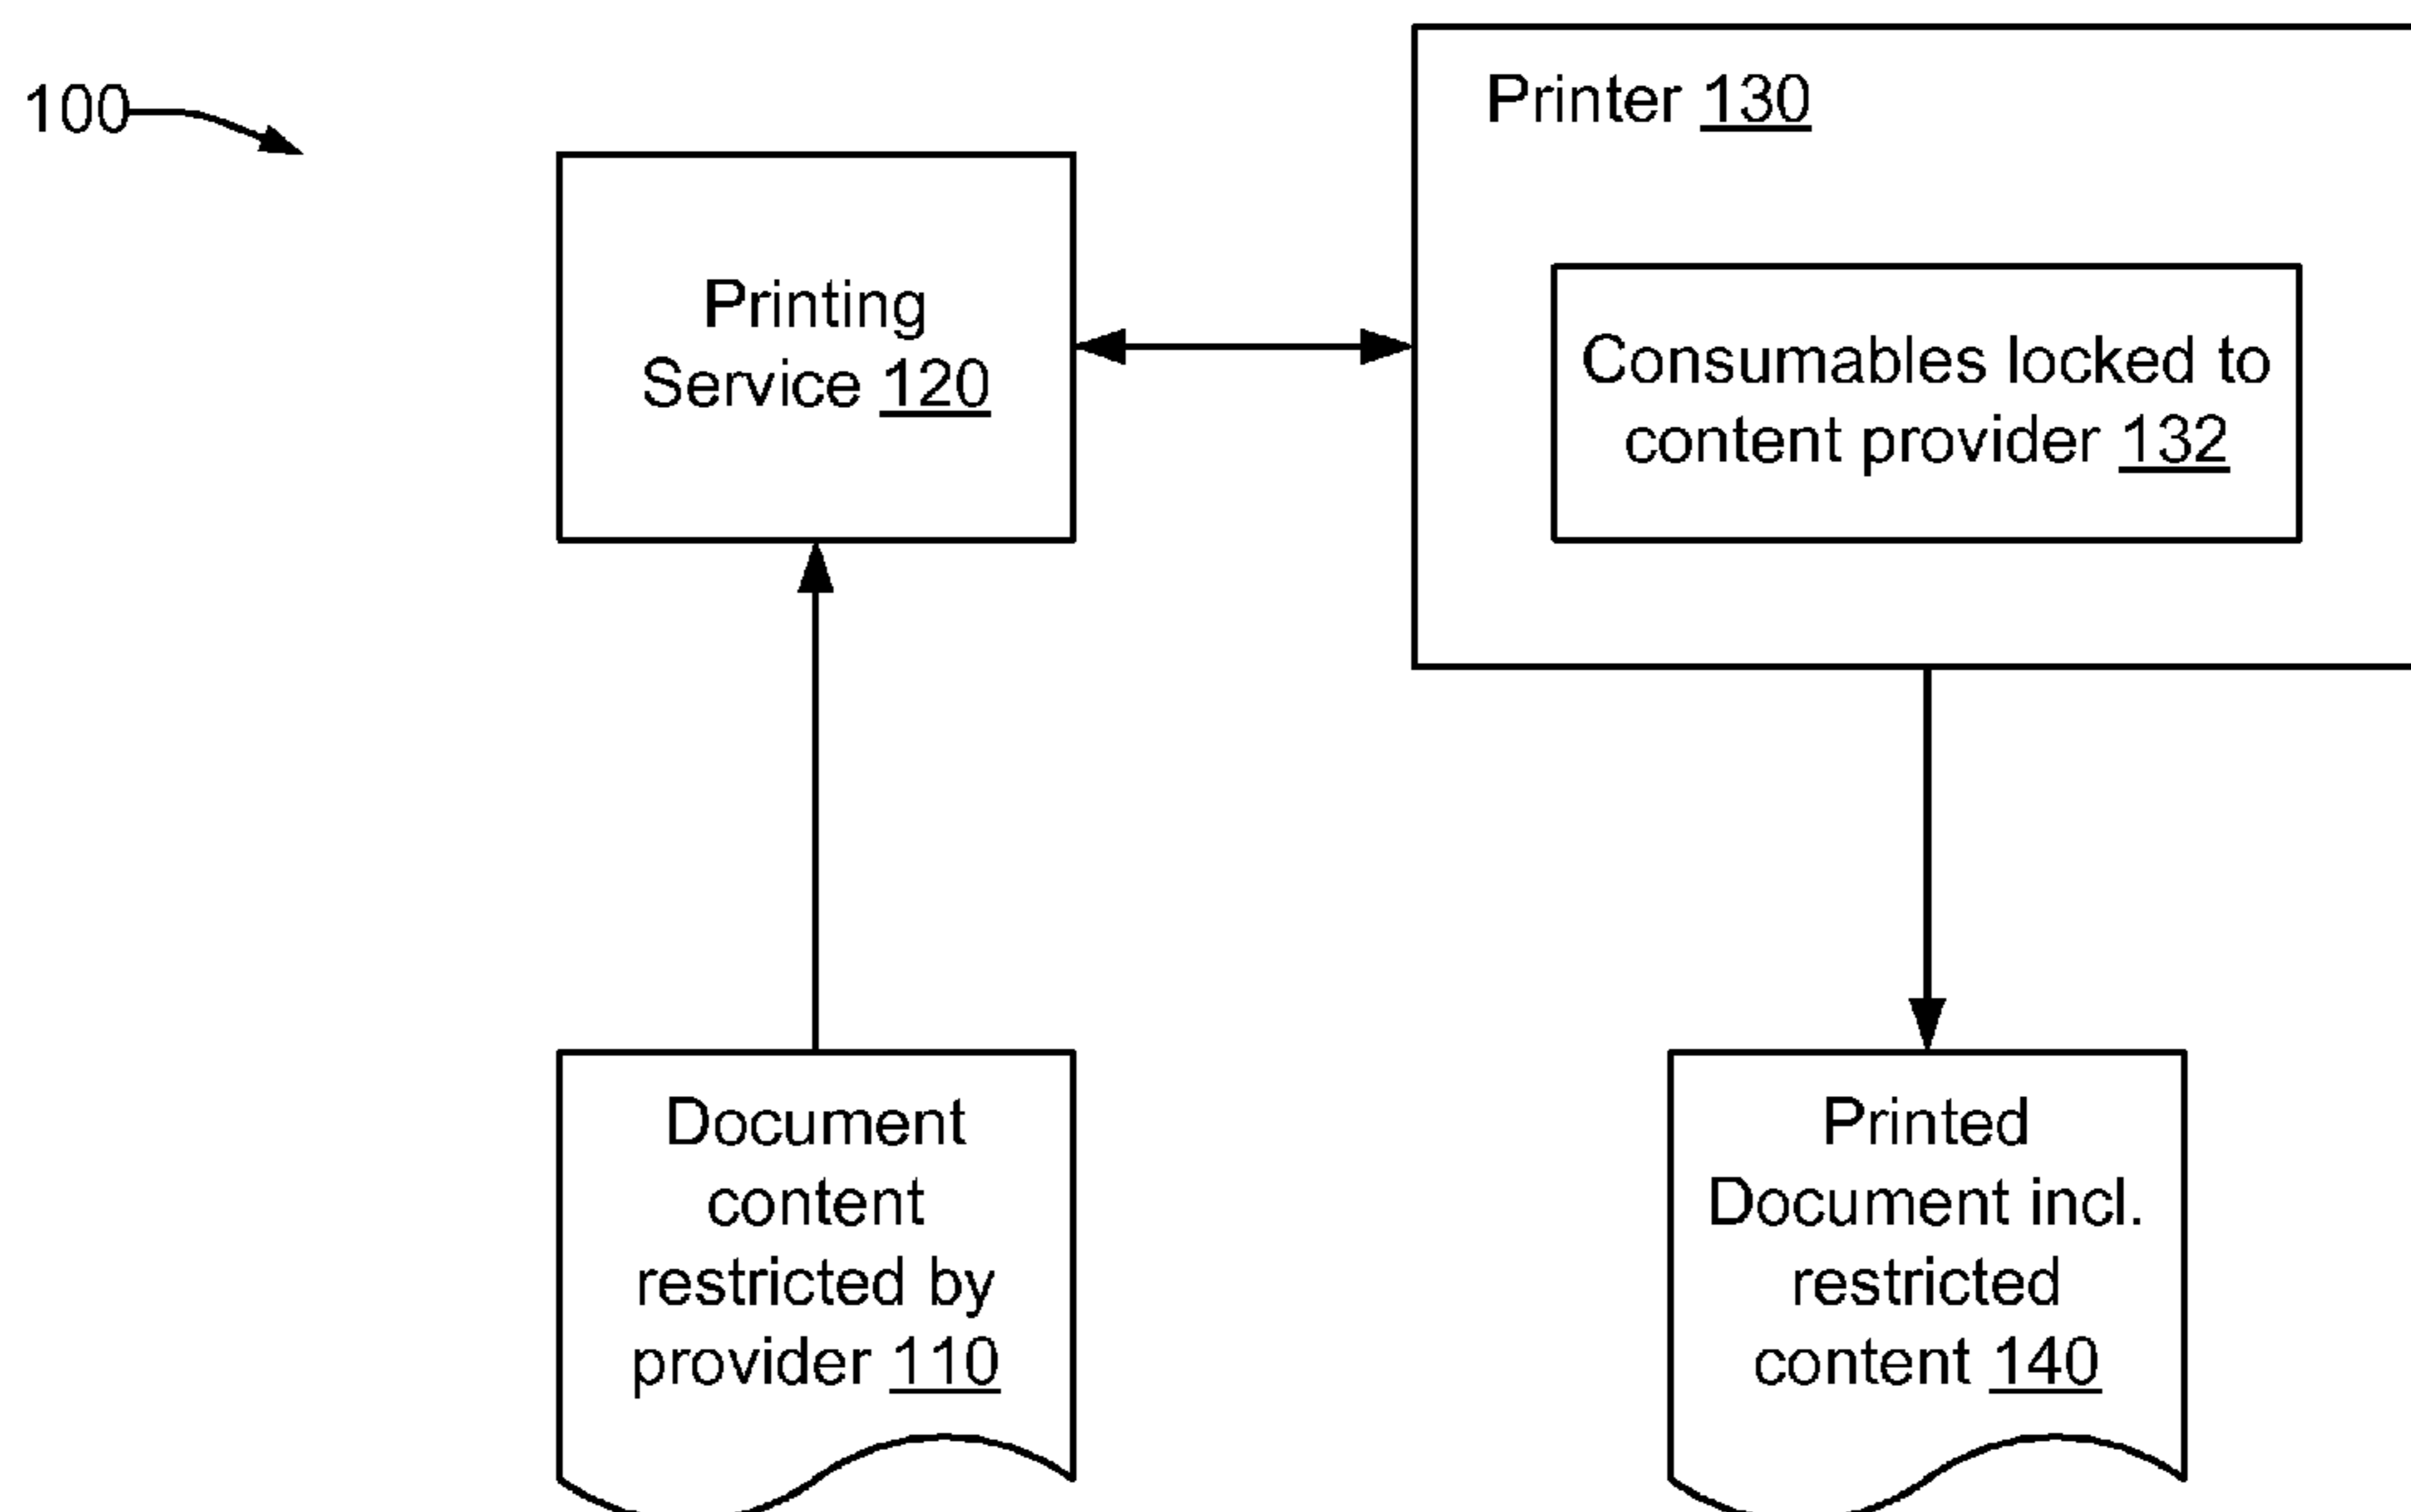 100
Printer 130
Printing
Service 120
Consumables locked to
content provider 132
Document
content
restricted by
provider 110
Printed
Document incl.
restricted
content 140